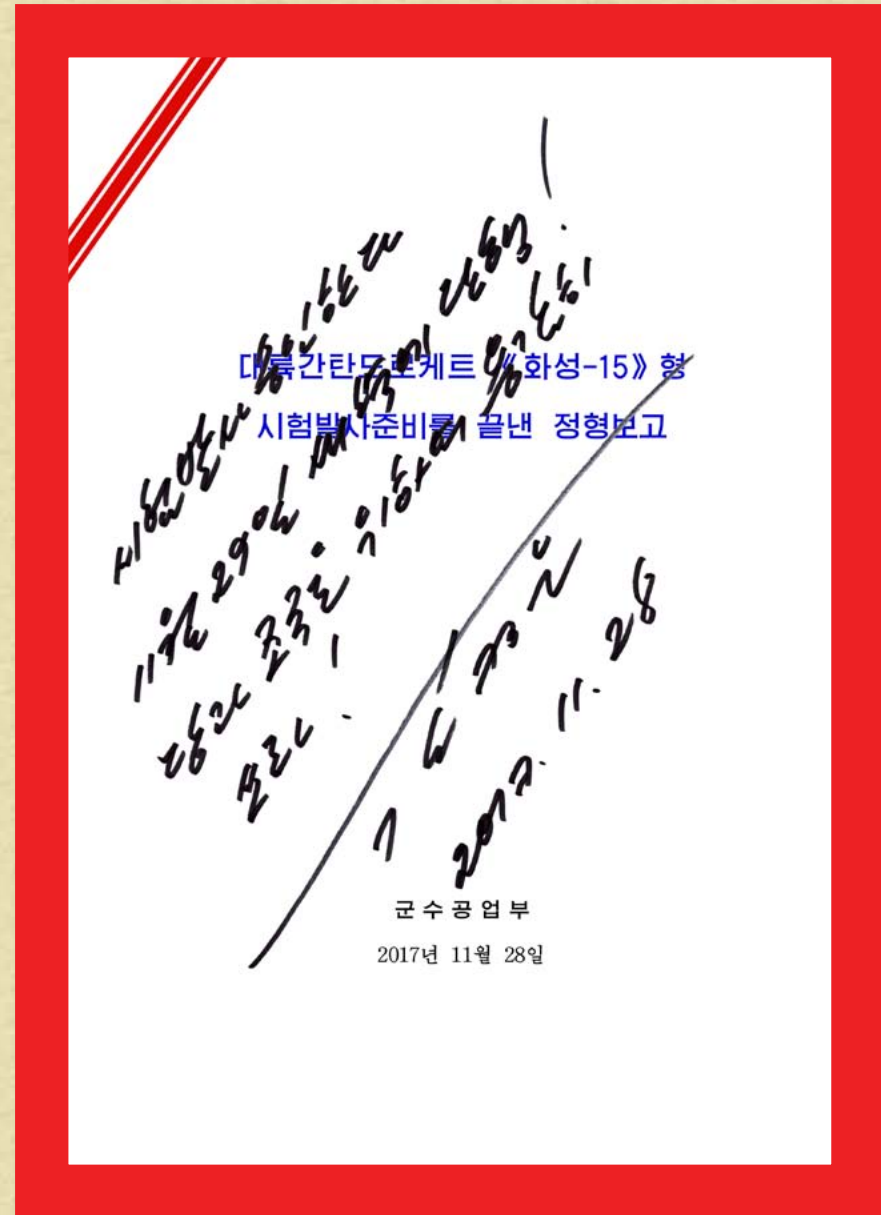 대륙간탄도로케트 《화성-15》형
시험발사준비를 끝낸 정형보고
시험발사 승인한다
11월 29일 새벽에 단행!
당과 조국을 위하여 용감히
쏘라!
김정은
2017. 11. 28
군수공업부
2017년 11월 28일